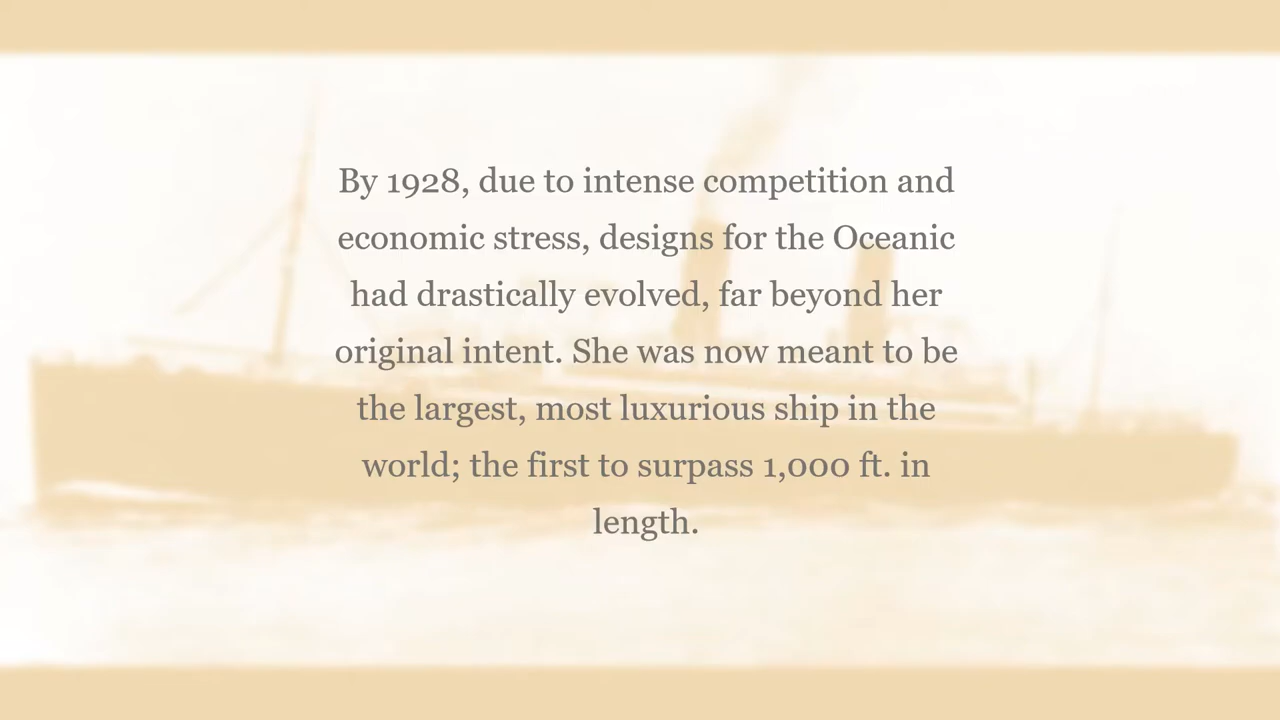 By 1928, due to intense competition and
economic stress, designs for the Oceanic
had drastically evolved, far beyond her
original intent. She was now meant to be
the largest, most luxurious ship in the
world; the first to surpass 1,000 ft. in
length.